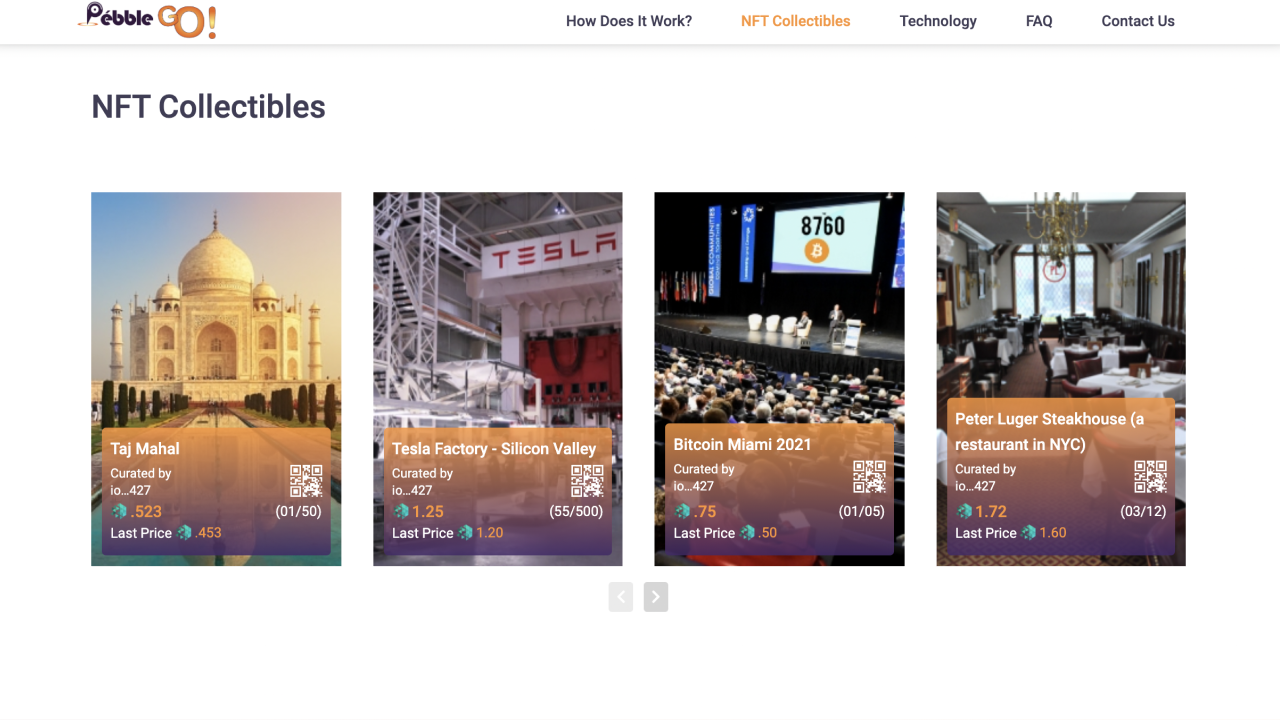 Pebble GO!
How Does It Work?
NFT Collectibles
Technology
FAQ
Contact Us
NFT Collectibles
Taj Mahal
Curated by
io...427
.523
(01/50)
Last Price .453
TESLA
Tesla Factory - Silicon Valley
Curated by
io...427
1.25
(55/500)
Last Price 1.20
GLOBAL COMMUNITIES
8760
Bitcoin Miami 2021
Curated by
io...427
.75
(01/05)
Last Price .50
PL
Peter Luger Steakhouse (a
restaurant in NYC)
Curated by
io...427
1.72
(03/12)
Last Price 1.60